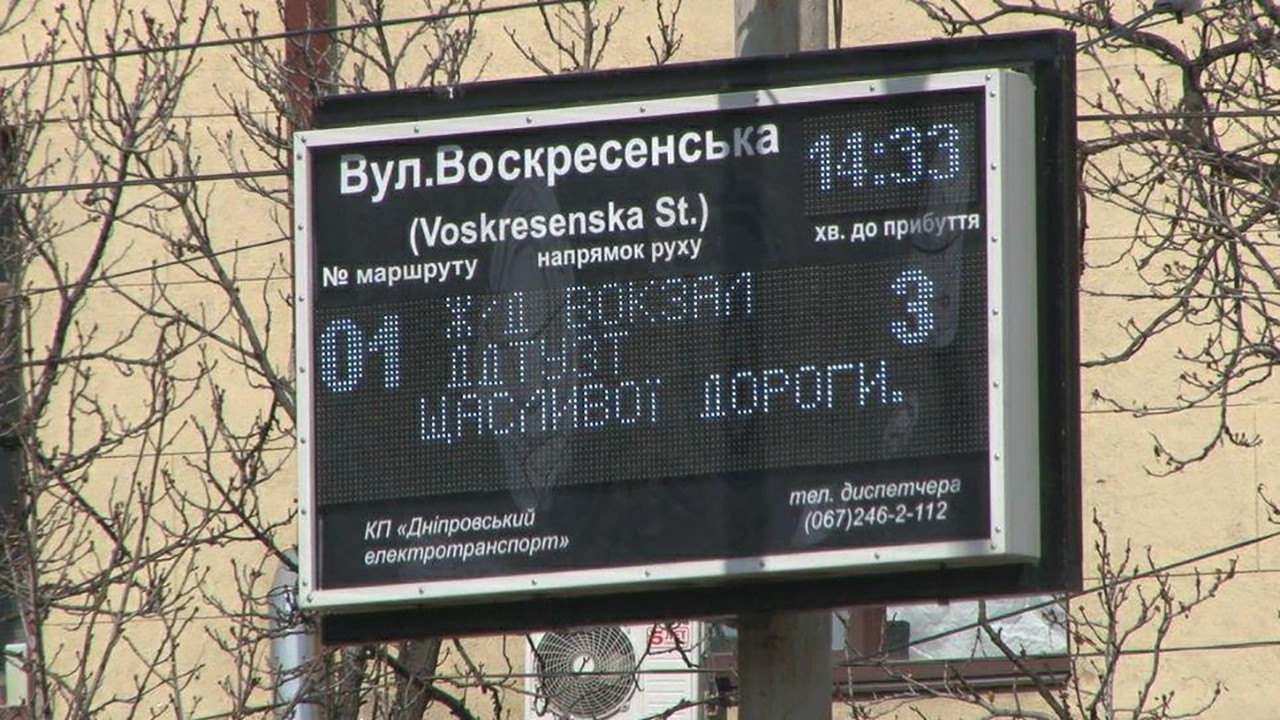 Вул.Воскресенська
14:33
(Voskresenska St.)
хв. до прибуття
№ маршруту
напрямок руху
01
Ж/Д ВОКЗАЛ
3
ЩАСЛИВОЇ ДОРОГИ.
КП «Дніпровський
електротранспорт»
тел. диспетчера
(067)246-2-112